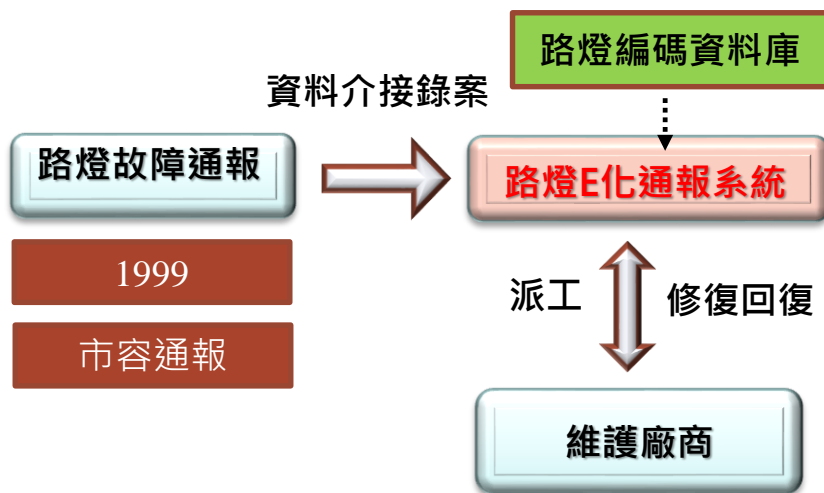 路燈編碼資料庫
資料介接錄案
路燈故障通報
路燈E化通報系統
1999
派工
修復回復
市容通報
維護廠商